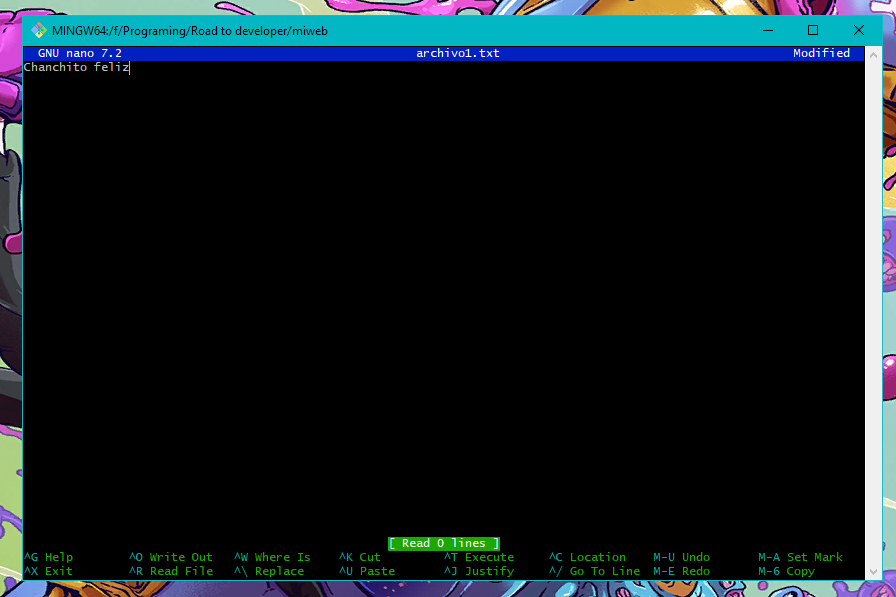 MINGW64:/f/Programing/Road to developer/miweb
GNU nano 7.2 archivo1.txt Modified
Chanchito feliz
[ Read 0 lines ]
^G Help ^O Write Out ^W Where Is ^K Cut ^T Execute ^C Location M-U Undo M-A Set Mark
^X Exit ^R Read File ^\ Replace ^U Paste ^J Justify ^/ Go To Line M-E Redo M-6 Copy